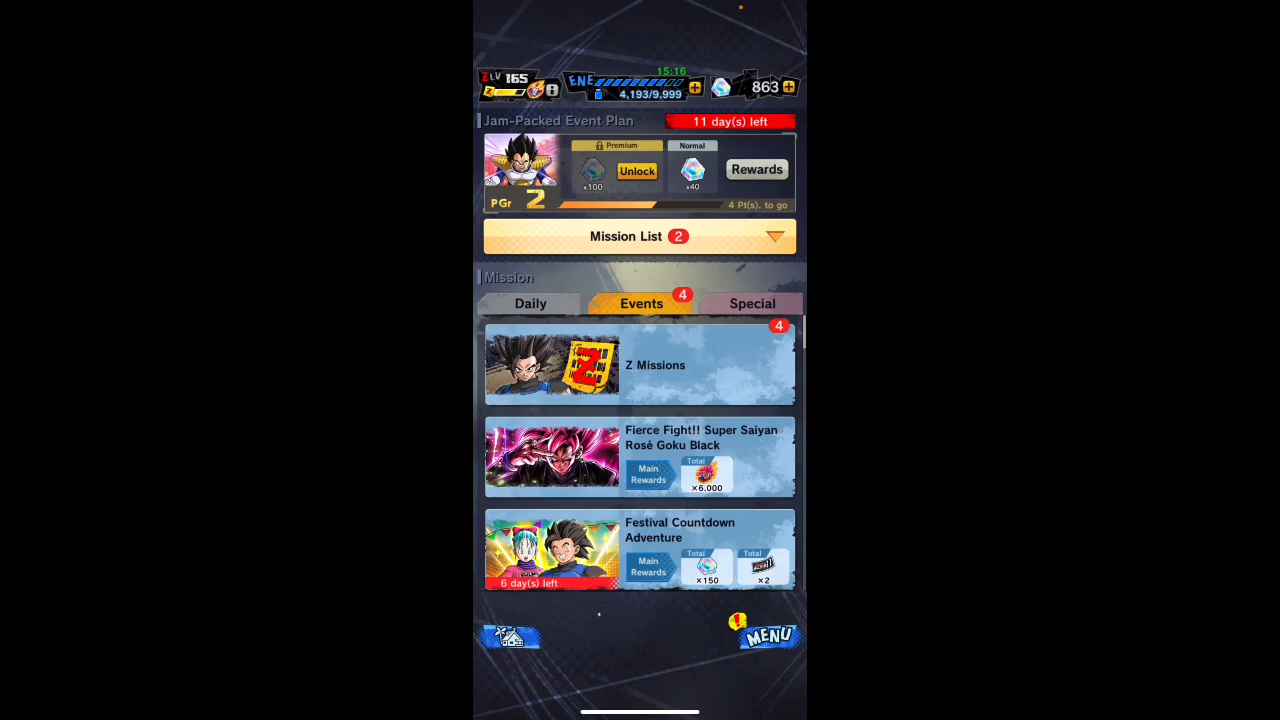 15:16
Z LV 165
ENE
4,193/9,999
863
Jam-Packed Event Plan
11 day(s) left
Premium
Normal
Unlock
Rewards
x100
x40
PGr 2
4 Pt(s). to go
Mission List 2
Mission
Daily
Events
4
Special
4
Z
Z Missions
Fierce Fight!! Super Saiyan
Rosé Goku Black
Main
Rewards
Total
×6,000
Festival Countdown
Adventure
Main
Rewards
Total
×150
Total
×2
6 day(s) left
!
MENU